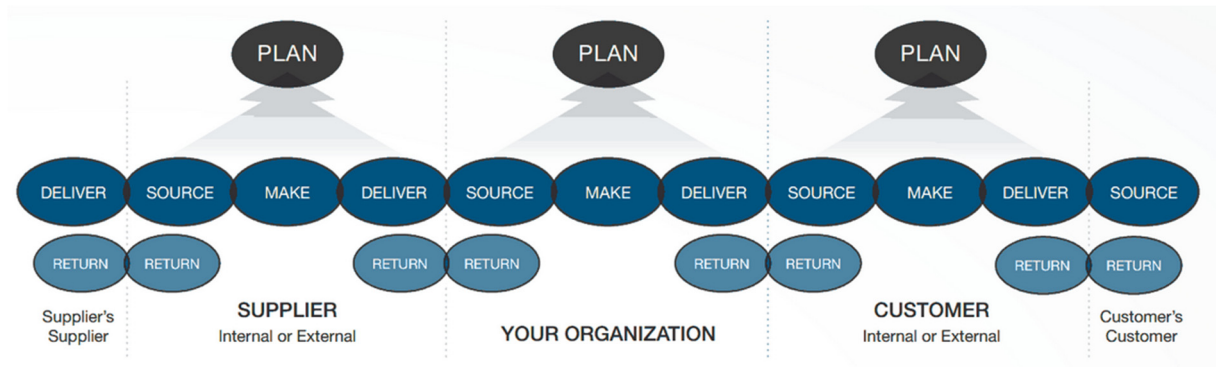 PLAN PLAN PLAN
DELIVER SOURCE MAKE DELIVER SOURCE MAKE DELIVER SOURCE MAKE DELIVER SOURCE
RETURN RETURN RETURN RETURN RETURN RETURN RETURN RETURN
Supplier's
Supplier
SUPPLIER
Internal or External
YOUR ORGANIZATION
CUSTOMER
Internal or External
Customer's
Customer